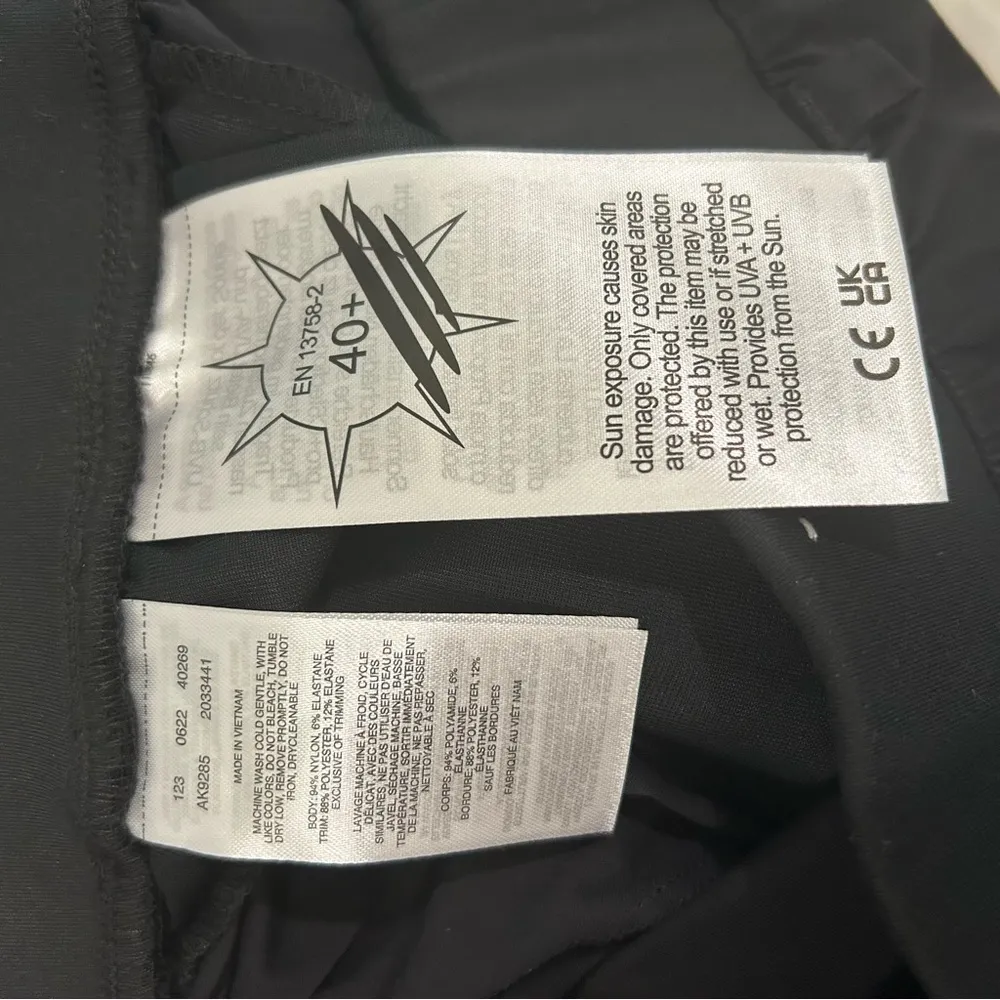 EN 13758-2
40+
Sun exposure causes skin
damage. Only covered areas
are protected. The protection
offered by this item may be
reduced with use or if stretched
or wet. Provides UVA + UVB
protection from the Sun.
CE UK
CA
123 0622 40269
AK9265 2033441
MADE IN VIETNAM
MACHINE WASH COLD GENTLE, WITH
LIKE COLORS, DO NOT BLEACH, TUMBLE
DRY LOW, REMOVE PROMPTLY, DO NOT
IRON, DRYCLEANABLE
BODY: 94% NYLON, 6% ELASTANE
TRIM: 88% POLYESTER, 12% ELASTANE
EXCLUSIVE OF TRIMMING
LAVAGE MACHINE À FROID, CYCLE
DÉLICAT, AVEC DES COULEURS
SIMILAIRES, NE PAS UTILISER D'EAU DE
JAVEL, SÉCHAGE MACHINE, BASSE
TEMPÉRATURE, SORTIR IMMÉDIATEMENT
DE LA MACHINE, NE PAS REPASSER,
NETTOYABLE À SEC
CORPS: 94% POLYAMIDE, 6%
ÉLASTHANNE
BORDURE: 88% POLYESTER, 12%
ÉLASTHANNE
SAUF LES BORDURES
FABRIQUÉ AU VIÊT NAM